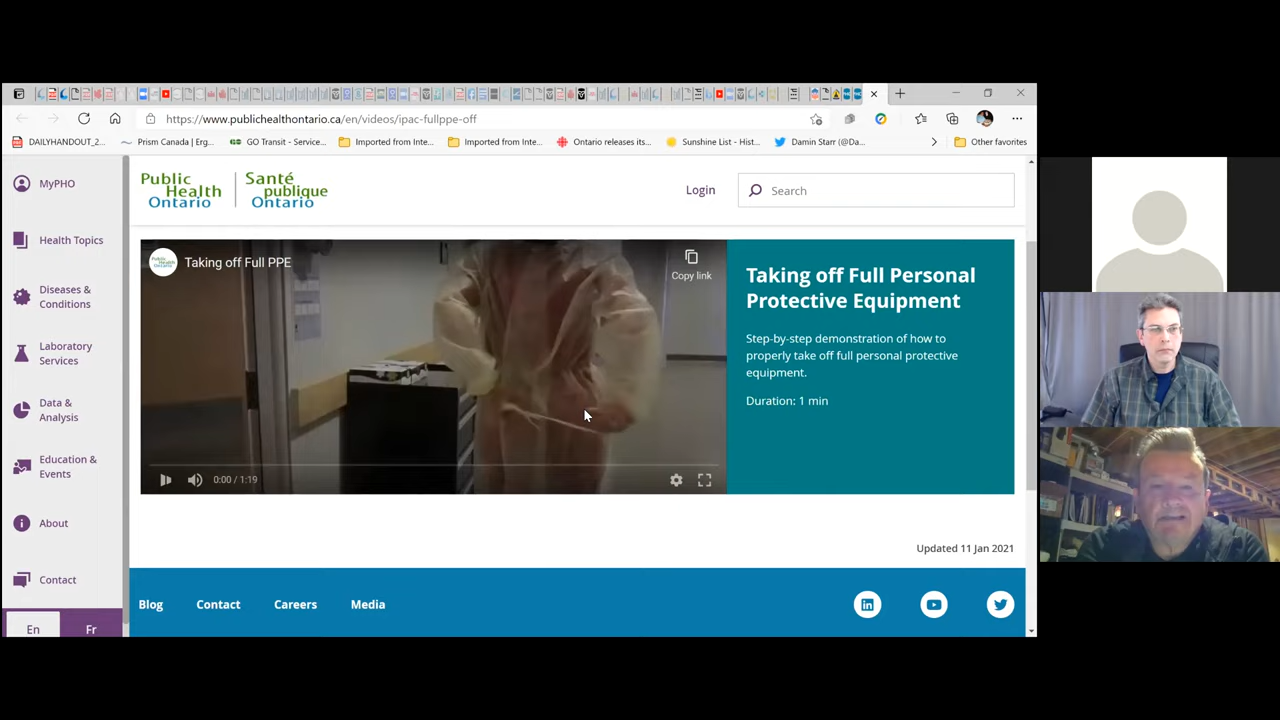 https://www.publichealthontario.ca/en/videos/ipac-fullppe-off
DAILYHANDOUT_2...
Prism Canada | Erg...
GO Transit - Service...
Imported from Inte...
Imported from Inte...
Ontario releases its...
Sunshine List - Hist...
Damin Starr (@Da...
Other favorites
MyPHO
Health Topics
Diseases &
Conditions
Laboratory
Services
Data &
Analysis
Education &
Events
About
Contact
En
Fr
Public
Health
Ontario
Santé
publique
Ontario
Login
Search
Public
Health
Ontario
Taking off Full PPE
Copy link
0:00 / 1:19
Taking off Full Personal
Protective Equipment
Step-by-step demonstration of how to
properly take off full personal protective
equipment.
Duration: 1 min
Updated 11 Jan 2021
Blog
Contact
Careers
Media